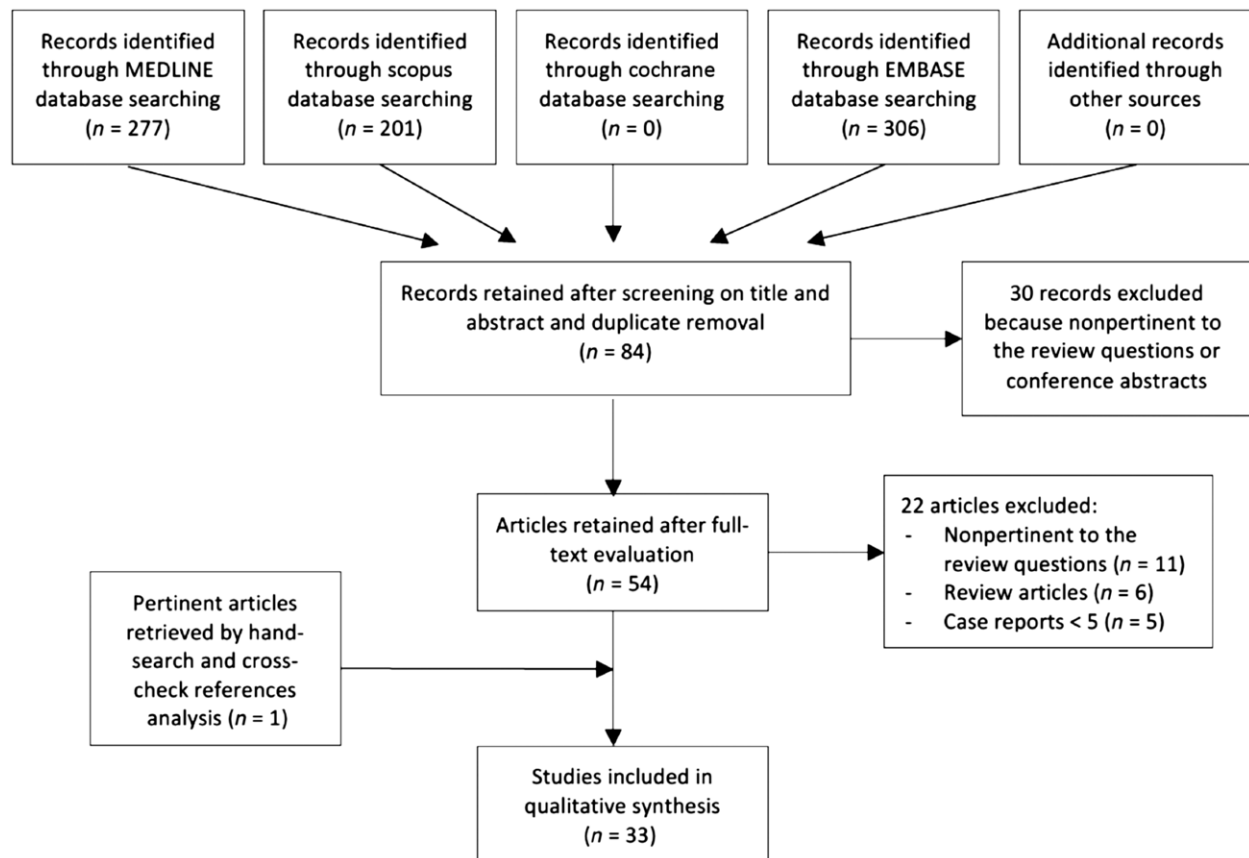 Records identified
through MEDLINE
database searching
(n = 277)
Records identified
through scopus
database searching
(n = 201)
Records identified
through cochrane
database searching
(n = 0)
Records identified
through EMBASE
database searching
(n = 306)
Additional records
identified through
other sources
(n = 0)
Records retained after screening on title and
abstract and duplicate removal
(n = 84)
30 records excluded
because nonpertinent to
the review questions or
conference abstracts
Articles retained after full-
text evaluation
(n = 54)
22 articles excluded:
- Nonpertinent to the
review questions (n = 11)
- Review articles (n = 6)
- Case reports < 5 (n = 5)
Pertinent articles
retrieved by hand-
search and cross-
check references
analysis (n = 1)
Studies included in
qualitative synthesis
(n = 33)